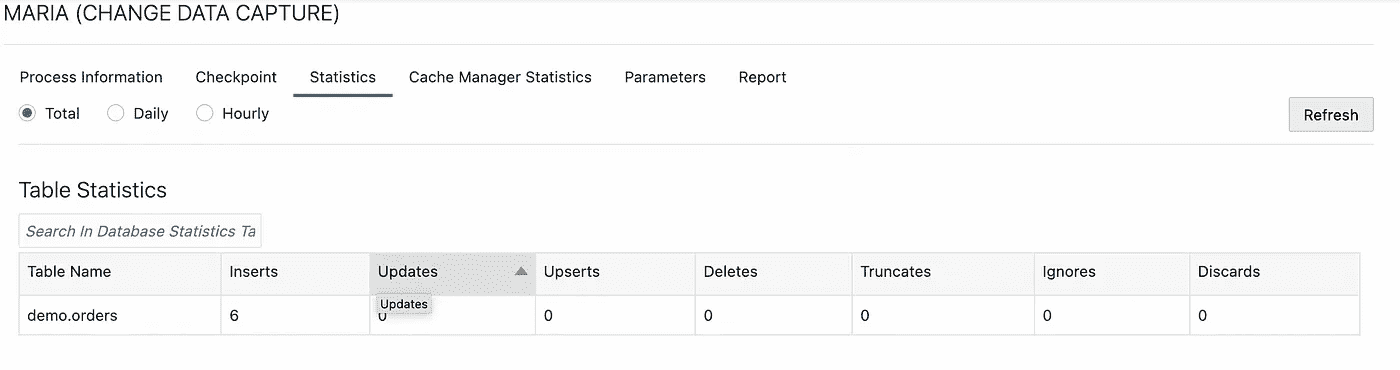 MARIA (CHANGE DATA CAPTURE)
Process Information Checkpoint Statistics Cache Manager Statistics Parameters Report
Total Daily Hourly
Refresh
Table Statistics
Search In Database Statistics Ta
Table Name Inserts Updates Upserts Deletes Truncates Ignores Discards
Updates
demo.orders 6 0 0 0 0 0 0